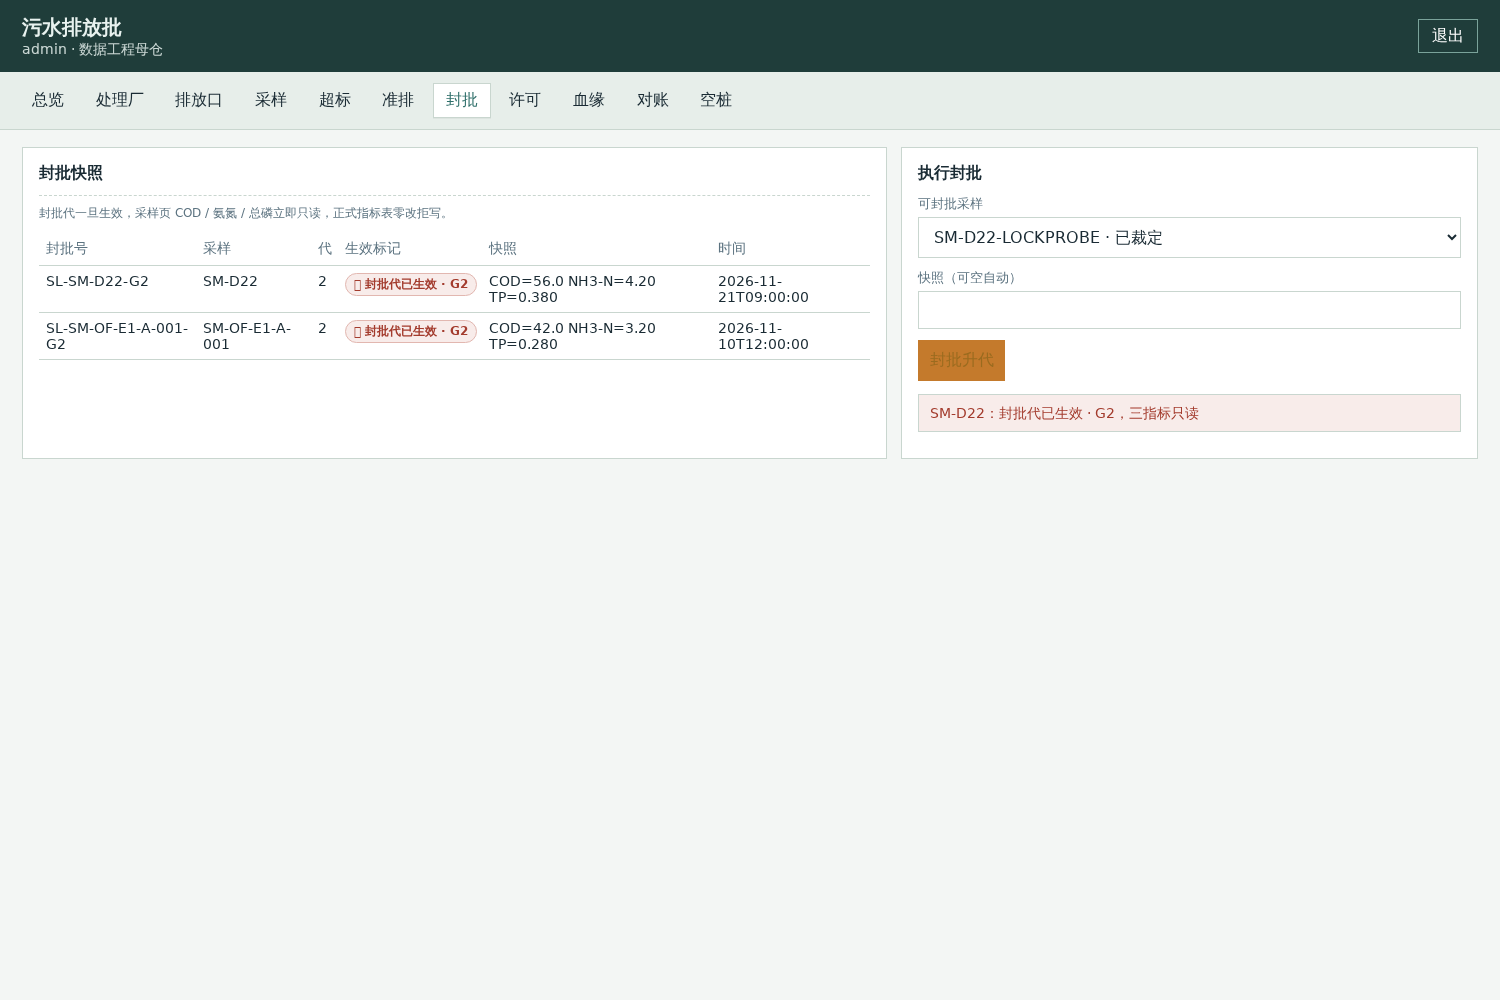 污水排放批
admin · 数据工程母仓
退出
总览 处理厂 排放口 采样 超标 准排 封批 许可 血缘 对账 空桩
封批快照
封批代一旦生效，采样页 COD / 氨氮 / 总磷立即只读，正式指标表零改拒写。
封批号 采样 代 生效标记 快照 时间
SL-SM-D22-G2 SM-D22 2 封批代已生效 · G2 COD=56.0 NH3-N=4.20 2026-11-
TP=0.380 21T09:00:00
SL-SM-OF-E1-A-001- SM-OF-E1-A- 2 封批代已生效 · G2 COD=42.0 NH3-N=3.20 2026-11-
G2 001 TP=0.280 10T12:00:00
执行封批
可封批采样
SM-D22-LOCKPROBE · 已裁定
快照（可空自动）
封批升代
SM-D22：封批代已生效 · G2，三指标只读